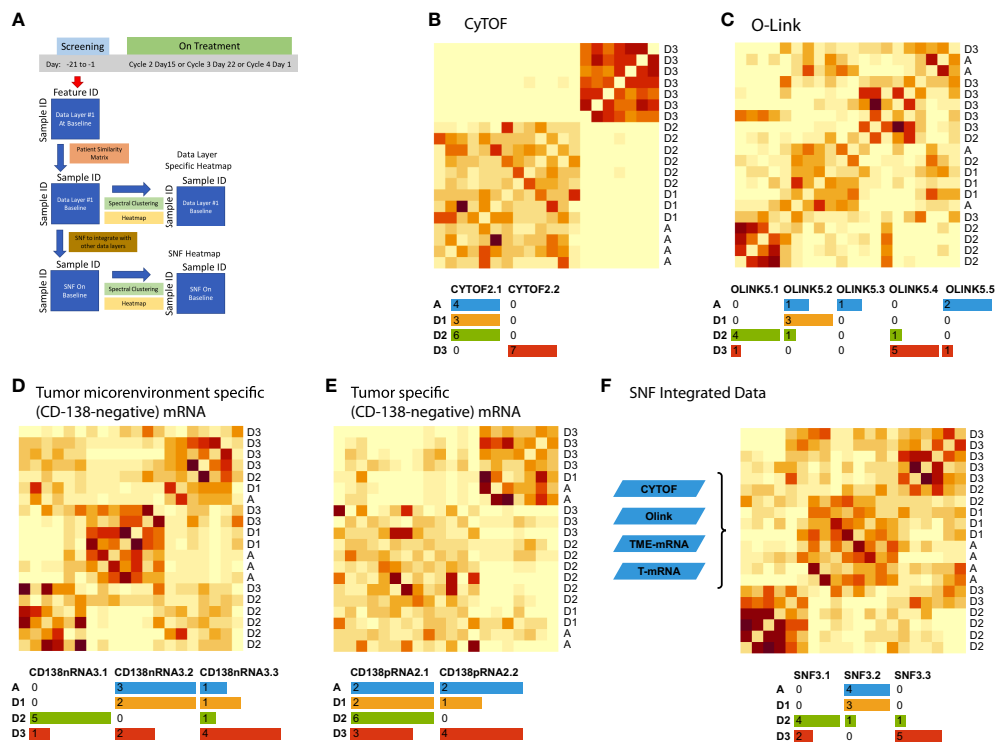 A
Screening
On Treatment
Day: -21 to -1
Cycle 2 Day15 or Cycle 3 Day 22 or Cycle 4 Day 1
Feature ID
Sample ID
Data Layer #1
At Baseline
Patient Similarity
Matrix
Data Layer
Specific Heatmap
Sample ID
Sample ID
Data Layer #1
Baseline
Spectral Clustering
Heatmap
Sample ID
Sample ID
Data Layer #1
Baseline
SNF to integrate with
other data layers
SNF Heatmap
Sample ID
Sample ID
SNF On
Baseline
Spectral Clustering
Heatmap
Sample ID
Sample ID
SNF On
Baseline
B
CyTOF
D3
D3
D3
D3
D3
D3
D3
D2
D2
D2
D2
D2
D2
D1
D1
D1
A
A
A
A
CYTOF2.1 CYTOF2.2
A 4 0
D1 3 0
D2 6 0
D3 0 7
C
O-Link
D3
A
A
D2
D3
D3
D3
D3
D2
A
D2
D1
D1
D1
A
D3
D2
D2
D2
D2
OLINK5.1 OLINK5.2 OLINK5.3 OLINK5.4 OLINK5.5
A 0 1 1 0 2
D1 0 3 0 0 0
D2 4 1 0 1 0
D3 1 0 0 5 1
D
Tumor micorenvironment specific
(CD-138-negative) mRNA
D3
D3
D3
D3
D2
D1
A
D3
D3
D1
D1
A
A
A
D3
D2
D2
D2
D2
D2
CD138nRNA3.1 CD138nRNA3.2 CD138nRNA3.3
A 0 3 1
D1 0 2 1
D2 5 0 1
D3 1 2 4
E
Tumor specific
(CD-138-negative) mRNA
D3
D3
D3
D3
D1
A
A
D3
D3
D3
D2
D2
D2
D2
D2
D2
D1
D1
A
A
CD138pRNA2.1 CD138pRNA2.2
A 2 2
D1 2 1
D2 6 0
D3 3 4
F
SNF Integrated Data
CYTOF
Olink
TME-mRNA
T-mRNA
D3
D3
D3
D3
D3
D2
D2
D1
D1
D1
A
A
A
A
D3
D3
D2
D2
D2
D2
SNF3.1 SNF3.2 SNF3.3
A 0 4 0
D1 0 3 0
D2 4 1 1
D3 2 0 5